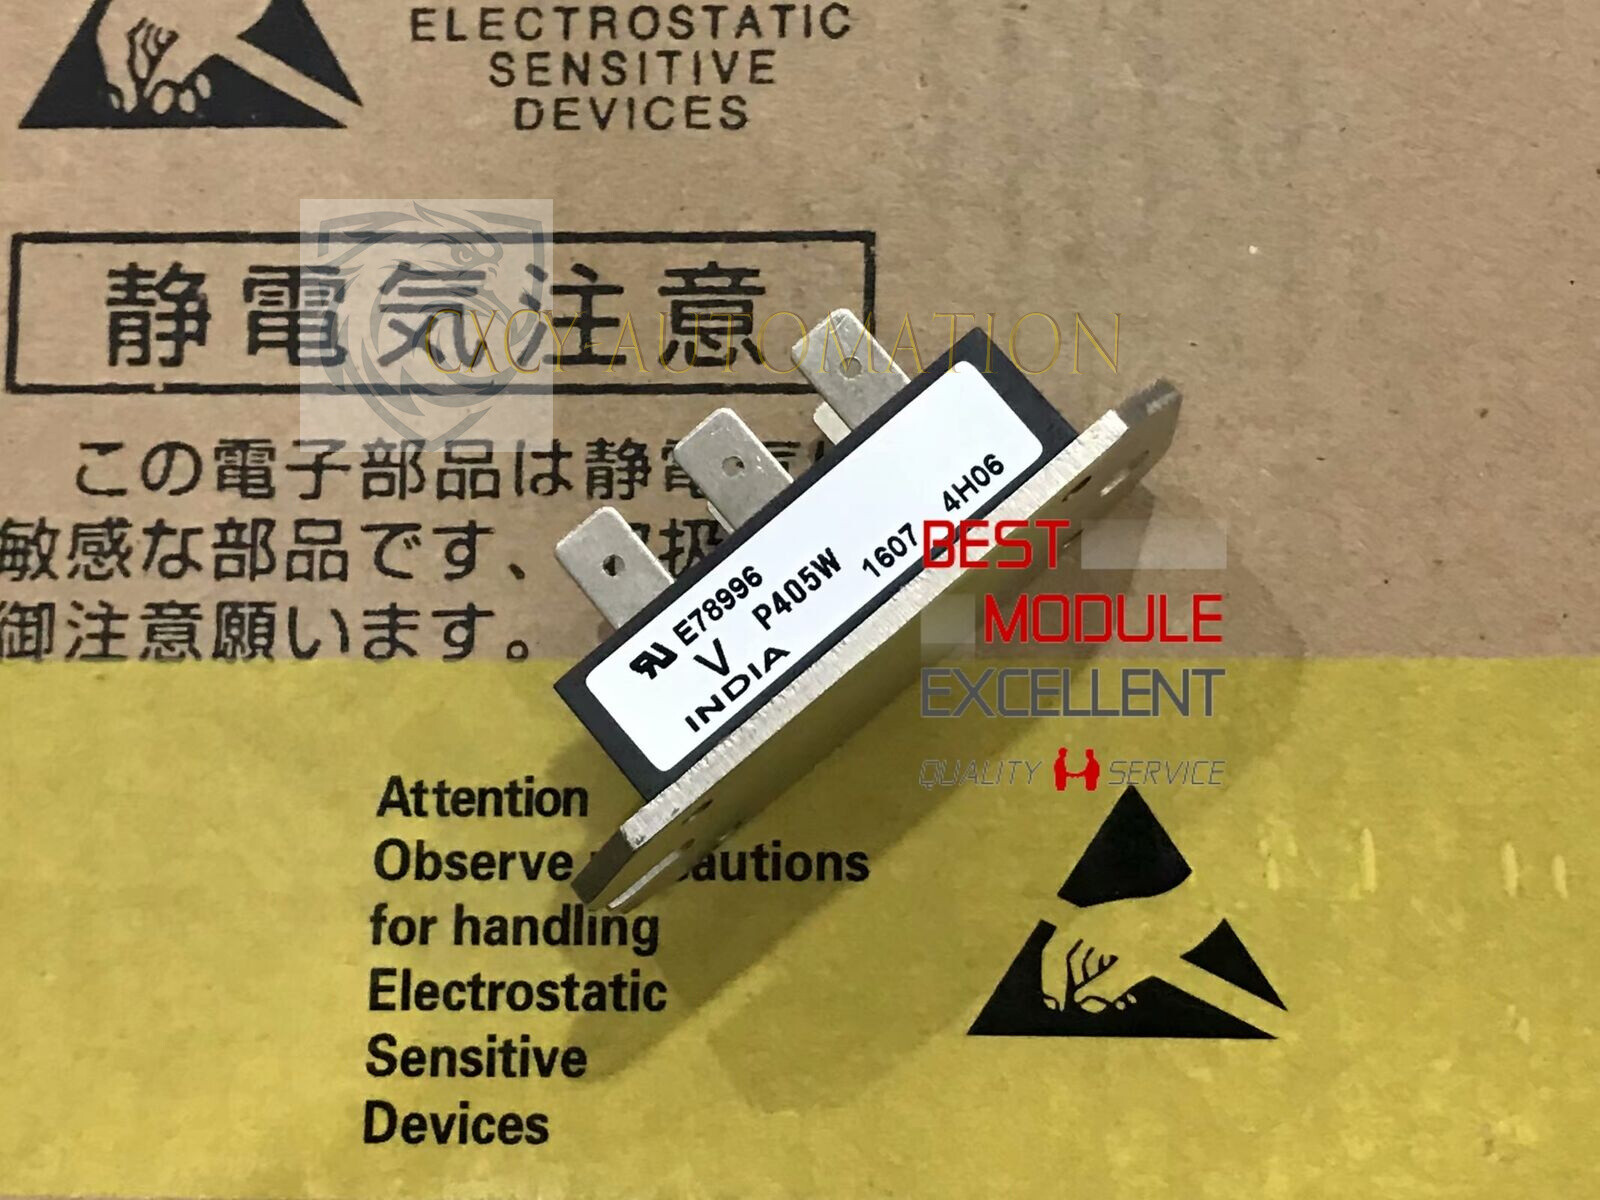 ELECTROSTATIC
SENSITIVE
DEVICES
静電気注意
CXCY-AUTOMATION
この電子部品は静電気
敏感な部品です、 扱
御注意願います。
E78996
V P405W 1607 4H06
INDIA
BEST
MODULE
EXCELLENT
QUALITY SERVICE
Attention
Observe cautions
for handling
Electrostatic
Sensitive
Devices